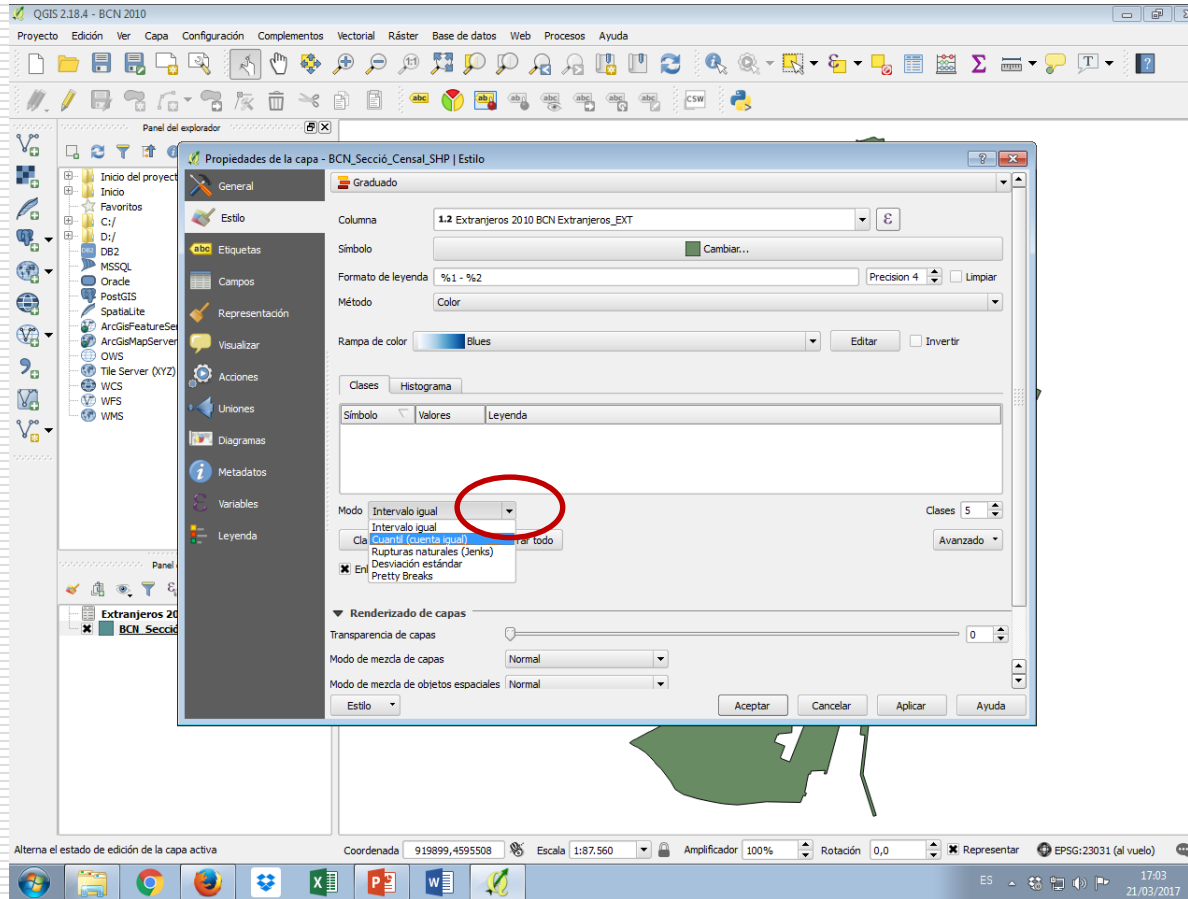 QGIS 2.18.4 - BCN 2010
Proyecto Edición Ver Capa Configuración Complementos Vectorial Ráster Base de datos Web Procesos Ayuda
Panel del explorador
Inicio del proyect
Inicio
Favoritos
C:/
D:/
DB2
MSSQL
Oracle
PostGIS
SpatiaLite
ArcGisFeatureSer
ArcGisMapServer
OWS
Tile Server (XYZ)
WCS
WFS
WMS
Panel
Extranjeros 20
BCN_Secció
Propiedades de la capa - BCN_Secció_Censal_SHP | Estilo
General
Estilo
Etiquetas
Campos
Representación
Visualizar
Acciones
Uniones
Diagramas
Metadatos
Variables
Leyenda
Graduado
Columna 1.2 Extranjeros 2010 BCN Extranjeros_EXT ε
Símbolo Cambiar...
Formato de leyenda %1 - %2 Precision 4 Limpiar
Método Color
Rampa de color Blues Editar Invertir
Clases Histograma
Símbolo Valores Leyenda
Modo Intervalo igual Clases 5
Intervalo igual
Cla Cuantil (cuenta igual) rar todo Avanzado
Rupturas naturales (Jenks)
Enl Desviación estándar
Pretty Breaks
Renderizado de capas
Transparencia de capas 0
Modo de mezcla de capas Normal
Modo de mezcla de objetos espaciales Normal
Estilo Aceptar Cancelar Aplicar Ayuda
Alterna el estado de edición de la capa activa Coordenada 919899,4595508 Escala 1:87.560 Amplificador 100% Rotación 0,0 Representar EPSG:23031 (al vuelo)
ES 17:03
21/03/2017